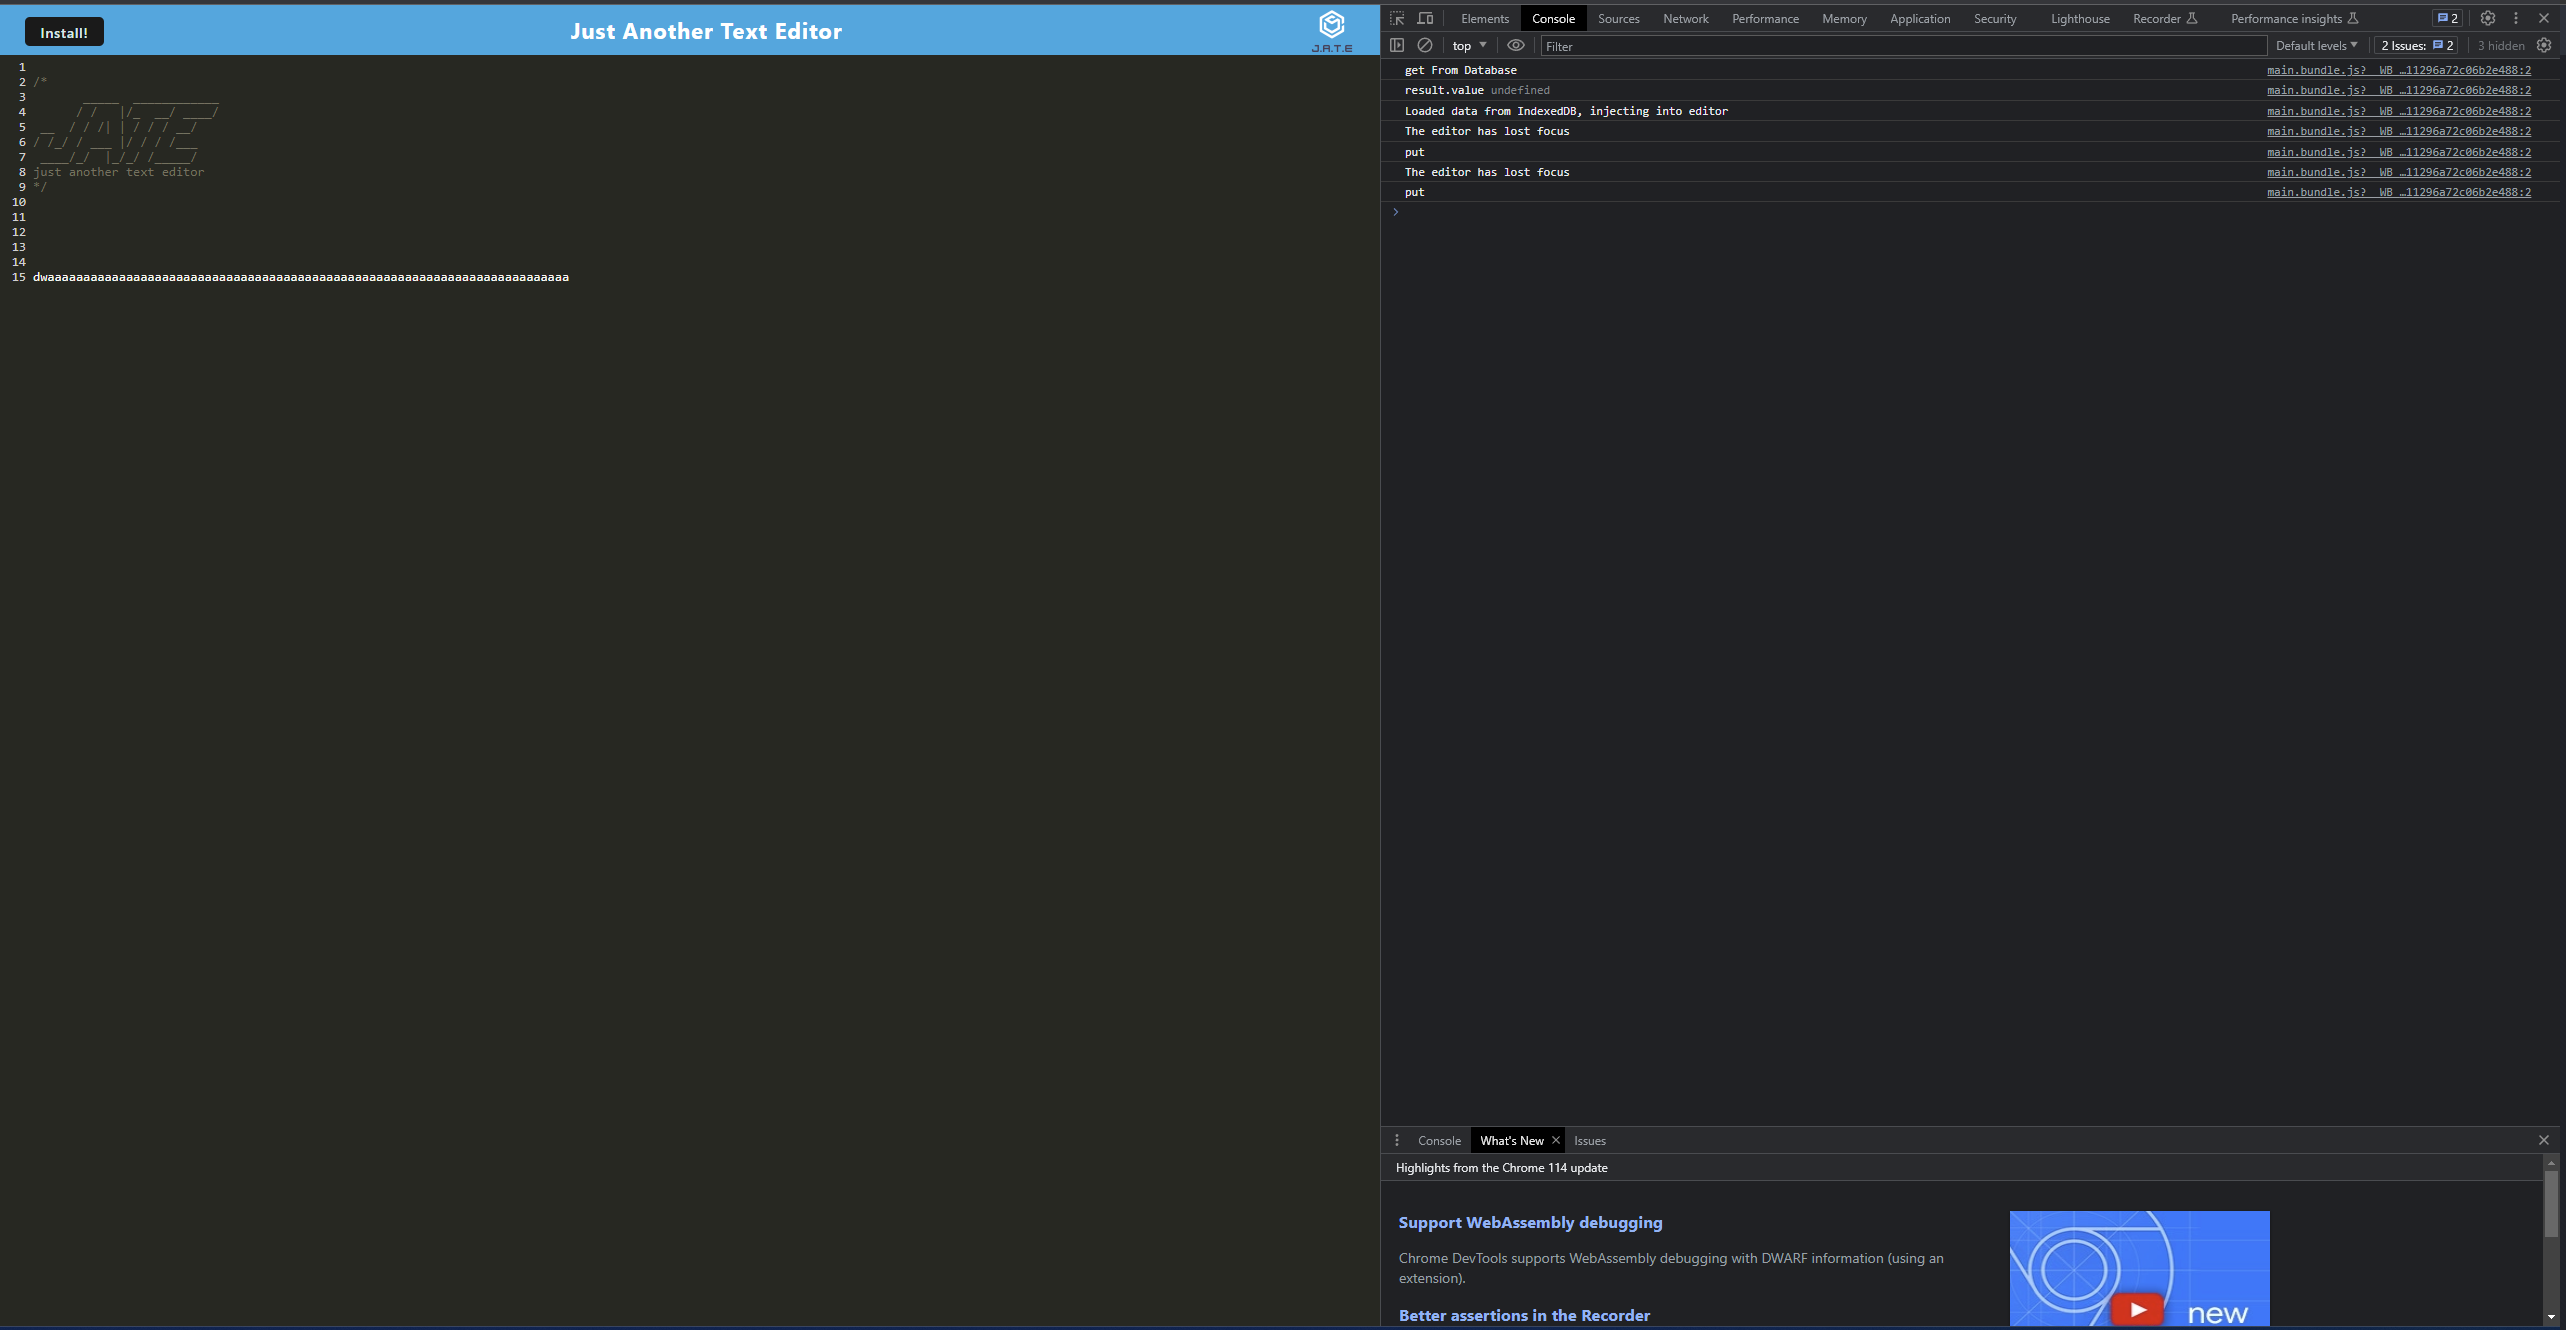 Install!
Just Another Text Editor
J.A.T.E
1
2 /*
3         _____  ____________
4       / /   |/_  __/ ____/
5  __  / / /| | / / / __/
6 / /_/ / ___ |/ / / /___
7  ____/_/  |_/_/ /_____/
8 just another text editor
9 */
10
11
12
13
14
15 dwaaaaaaaaaaaaaaaaaaaaaaaaaaaaaaaaaaaaaaaaaaaaaaaaaaaaaaaaaaaaaaaaaaaaaaaaa
Elements Console Sources Network Performance Memory Application Security Lighthouse Recorder Performance insights 2
top Filter Default levels 2 Issues: 2 3 hidden
get From Database main.bundle.js?__WB_…11296a72c06b2e488:2
result.value undefined main.bundle.js?__WB_…11296a72c06b2e488:2
Loaded data from IndexedDB, injecting into editor main.bundle.js?__WB_…11296a72c06b2e488:2
The editor has lost focus main.bundle.js?__WB_…11296a72c06b2e488:2
put main.bundle.js?__WB_…11296a72c06b2e488:2
The editor has lost focus main.bundle.js?__WB_…11296a72c06b2e488:2
put main.bundle.js?__WB_…11296a72c06b2e488:2
Console What's New Issues
Highlights from the Chrome 114 update
Support WebAssembly debugging
Chrome DevTools supports WebAssembly debugging with DWARF information (using an
extension).
Better assertions in the Recorder
new